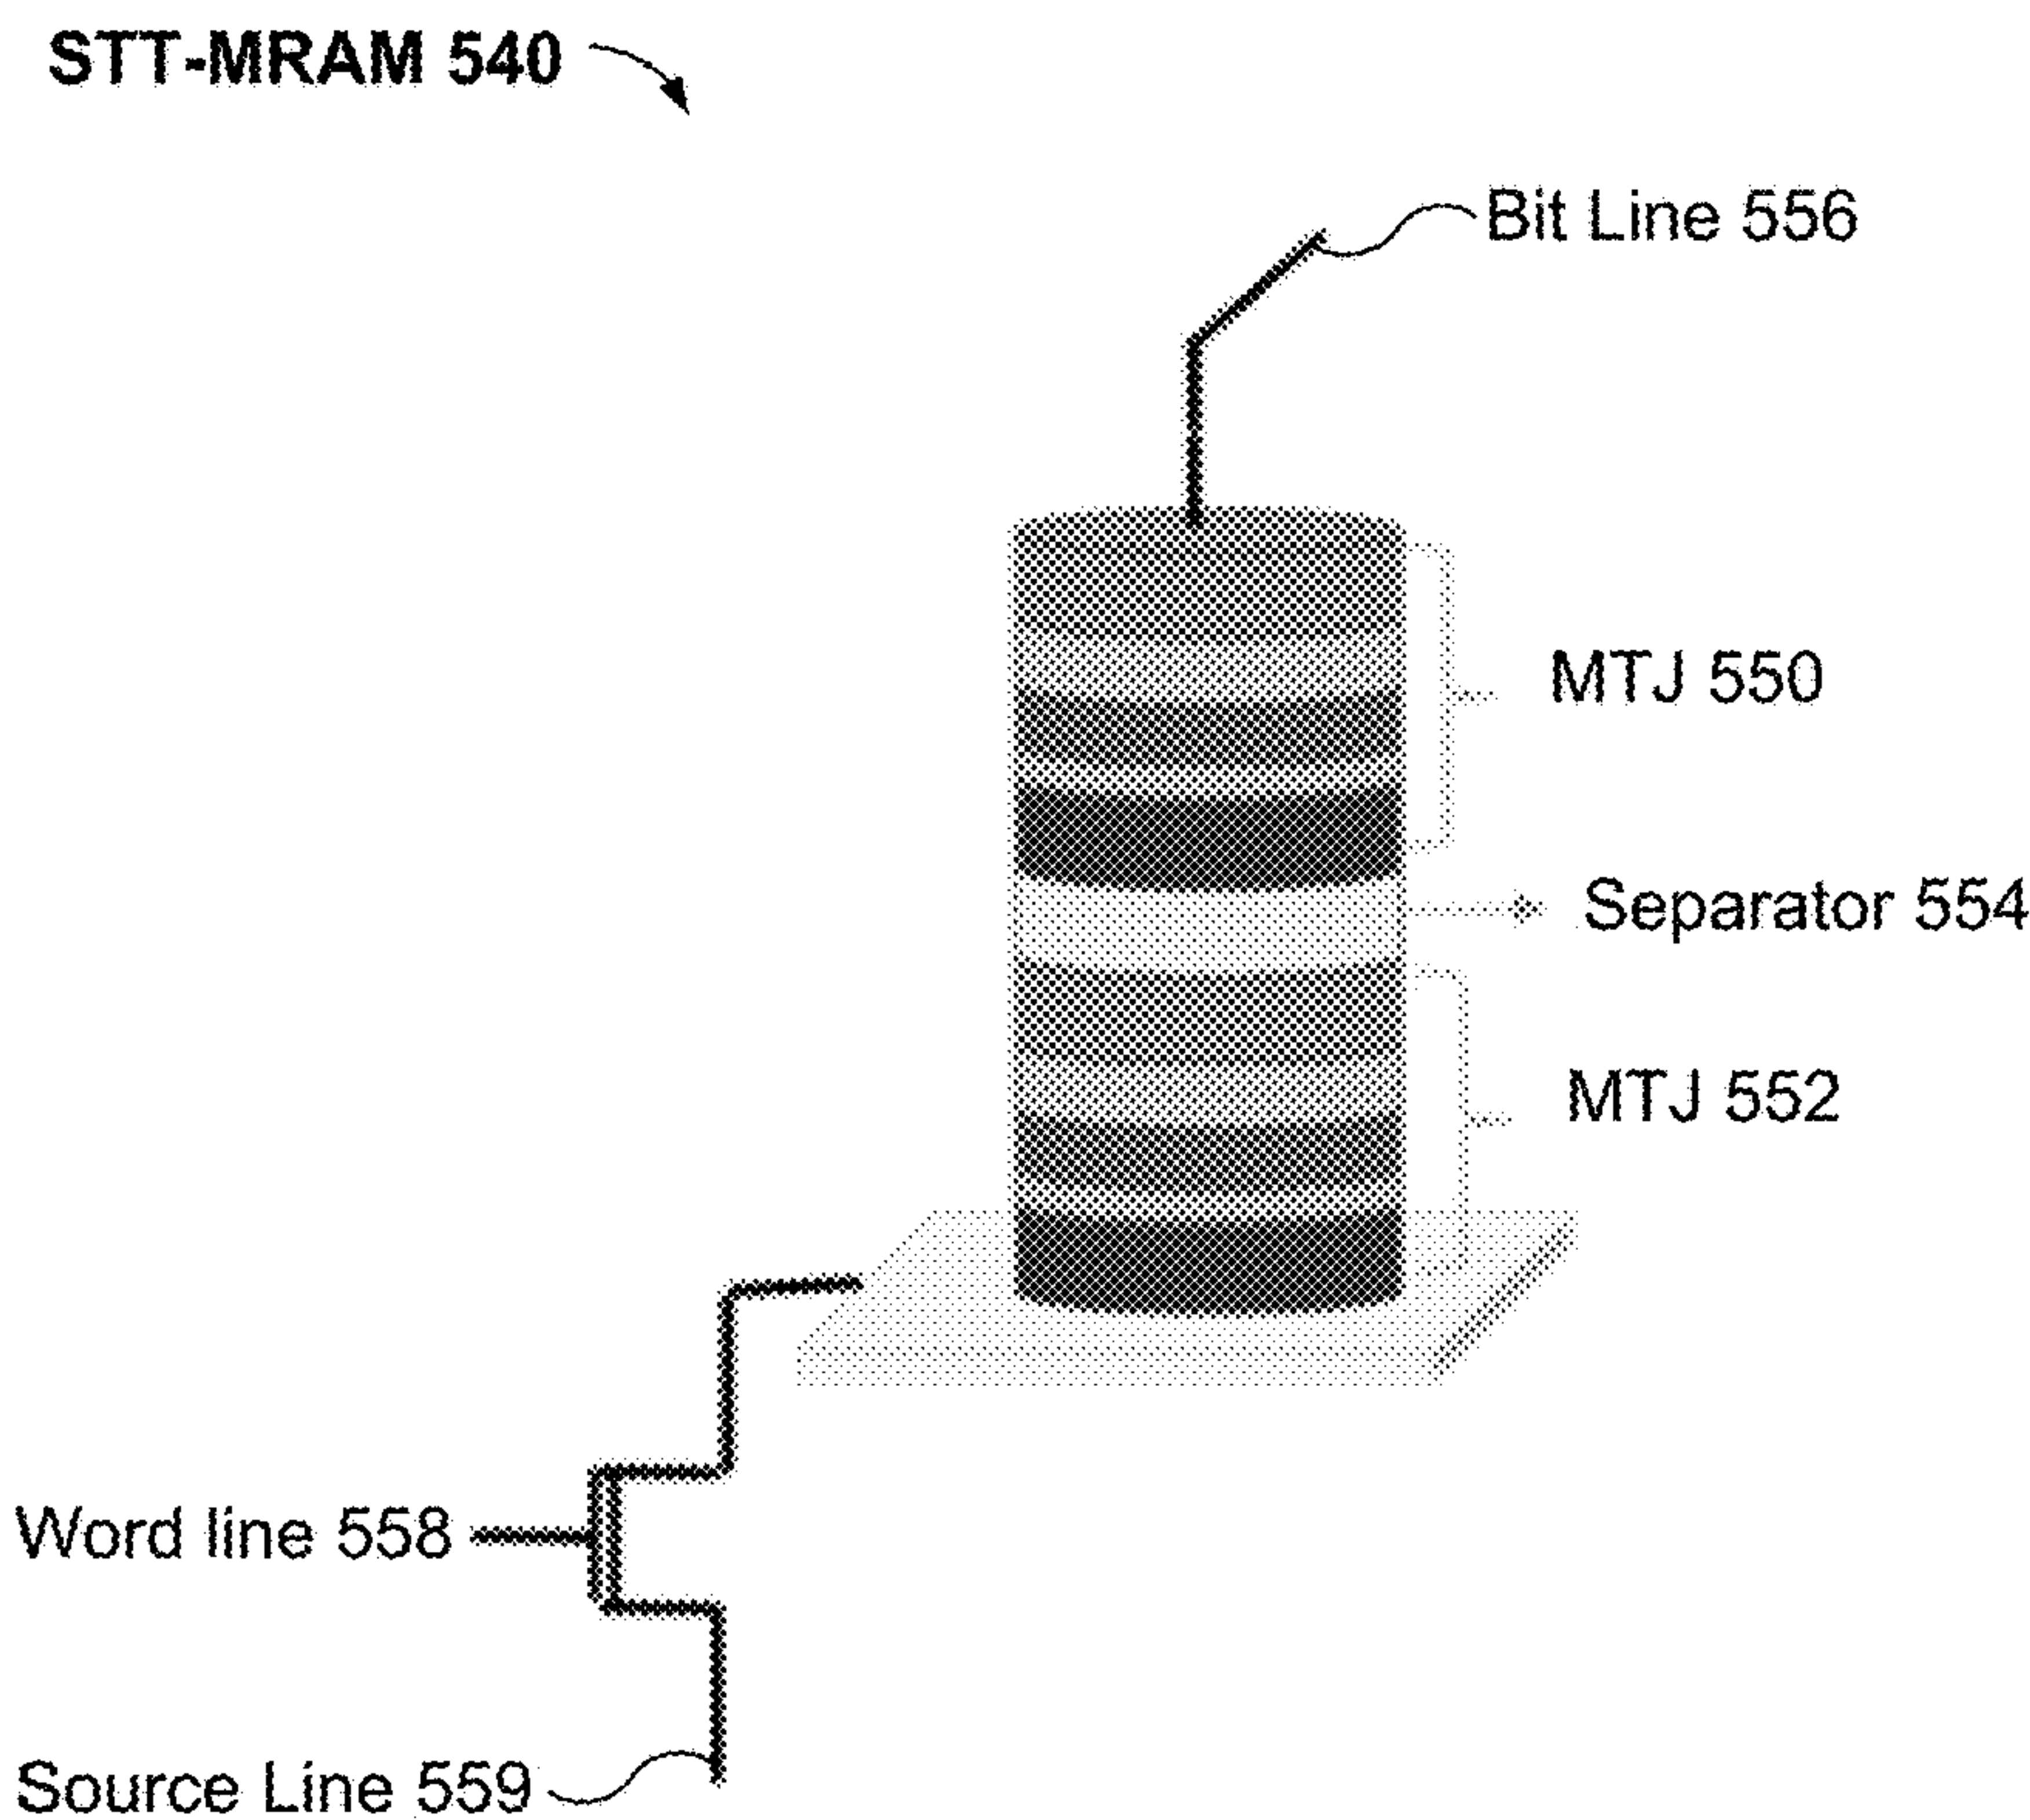 STT-MRAM 540
Bit Line 556
MTJ 550
Separator 554
MTJ 552
Word line 558
Source Line 559